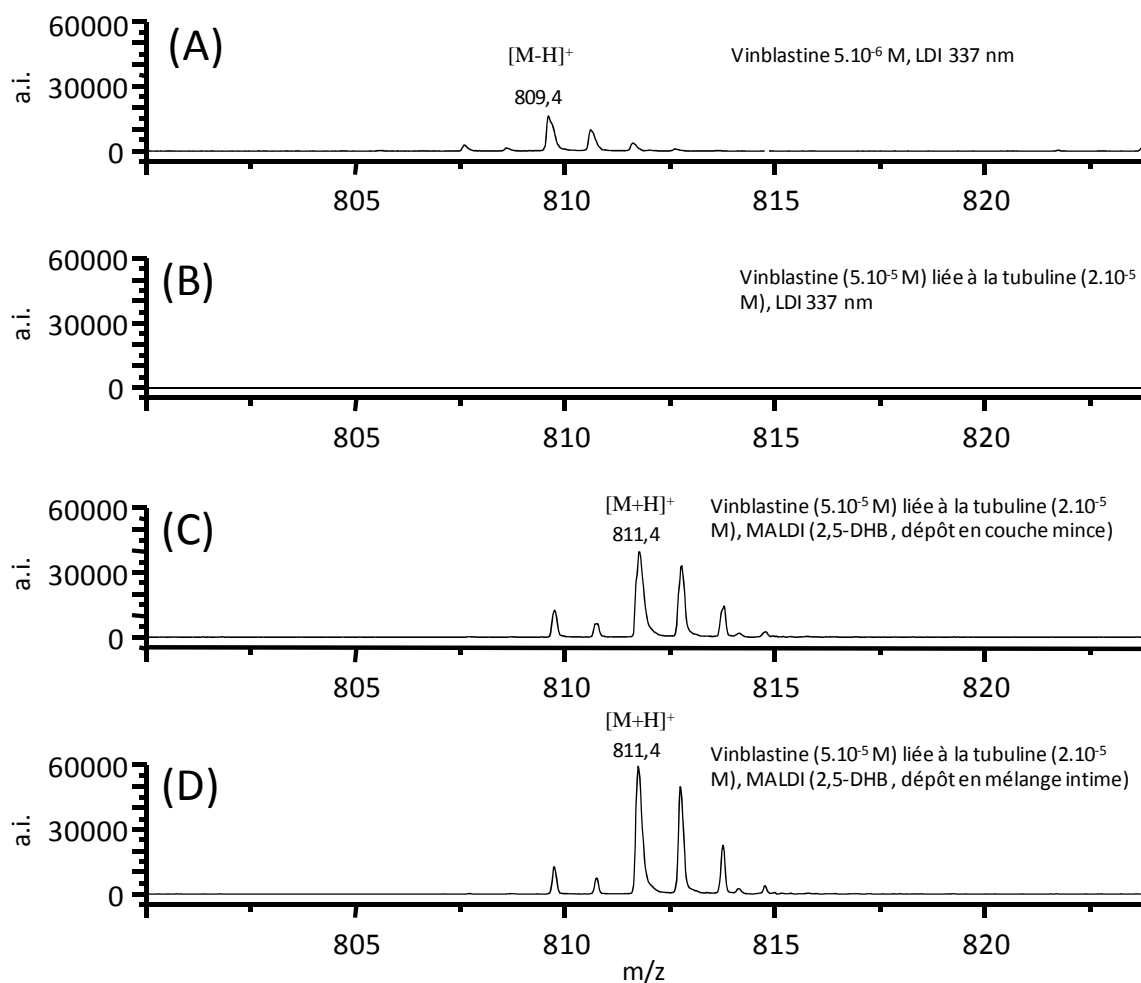 60000
30000
0
a.i.
(A)
[M-H]+
809,4
Vinblastine 5.10-6 M, LDI 337 nm
805
810
815
820
60000
30000
0
a.i.
(B)
Vinblastine (5.10-5 M) liée à la tubuline (2.10-5
M), LDI 337 nm
805
810
815
820
60000
30000
0
a.i.
(C)
[M+H]+
811,4
Vinblastine (5.10-5 M) liée à la tubuline (2.10-5
M), MALDI (2,5-DHB , dépôt en couche mince)
805
810
815
820
60000
30000
0
a.i.
(D)
[M+H]+
811,4
Vinblastine (5.10-5 M) liée à la tubuline (2.10-5
M), MALDI (2,5-DHB , dépôt en mélange intime)
805
810
815
820
m/z